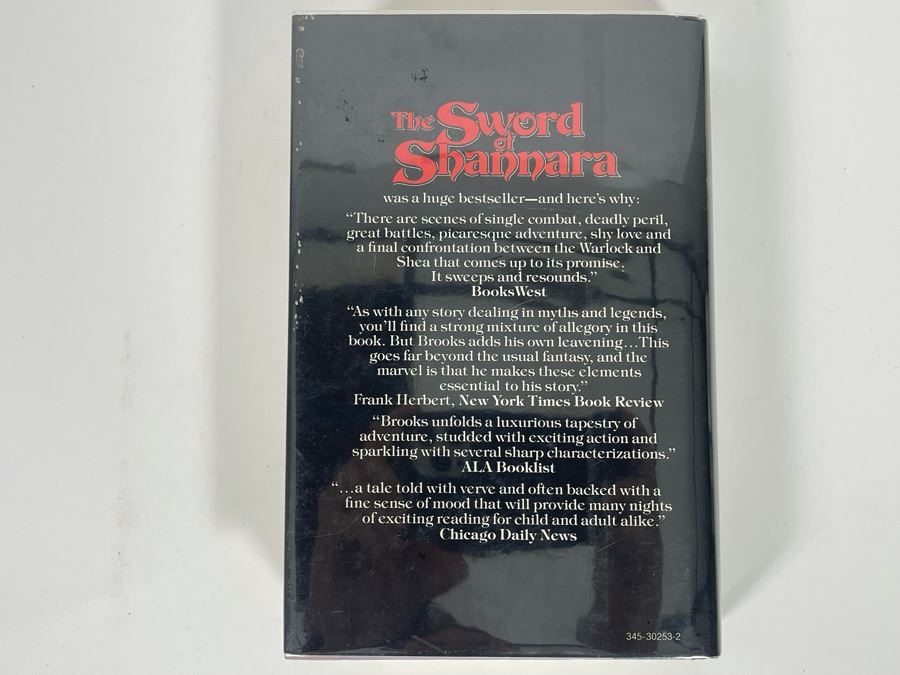 The Sword
of
Shannara
was a huge bestseller—and here's why:
“There are scenes of single combat, deadly peril,
great battles, picaresque adventure, shy love and
a final confrontation between the Warlock and
Shea that comes up to its promise.
It sweeps and resounds.”
BooksWest
“As with any story dealing in myths and legends,
you'll find a strong mixture of allegory in this
book. But Brooks adds his own leavening...This
goes far beyond the usual fantasy, and the
marvel is that he makes these elements
essential to his story.”
Frank Herbert, New York Times Book Review
“Brooks unfolds a luxurious tapestry of
adventure, studded with exciting action and
sparkling with several sharp characterizations.”
ALA Booklist
“...a tale told with verve and often backed with a
fine sense of mood that will provide many nights
of exciting reading for child and adult alike.”
Chicago Daily News
345-30253-2